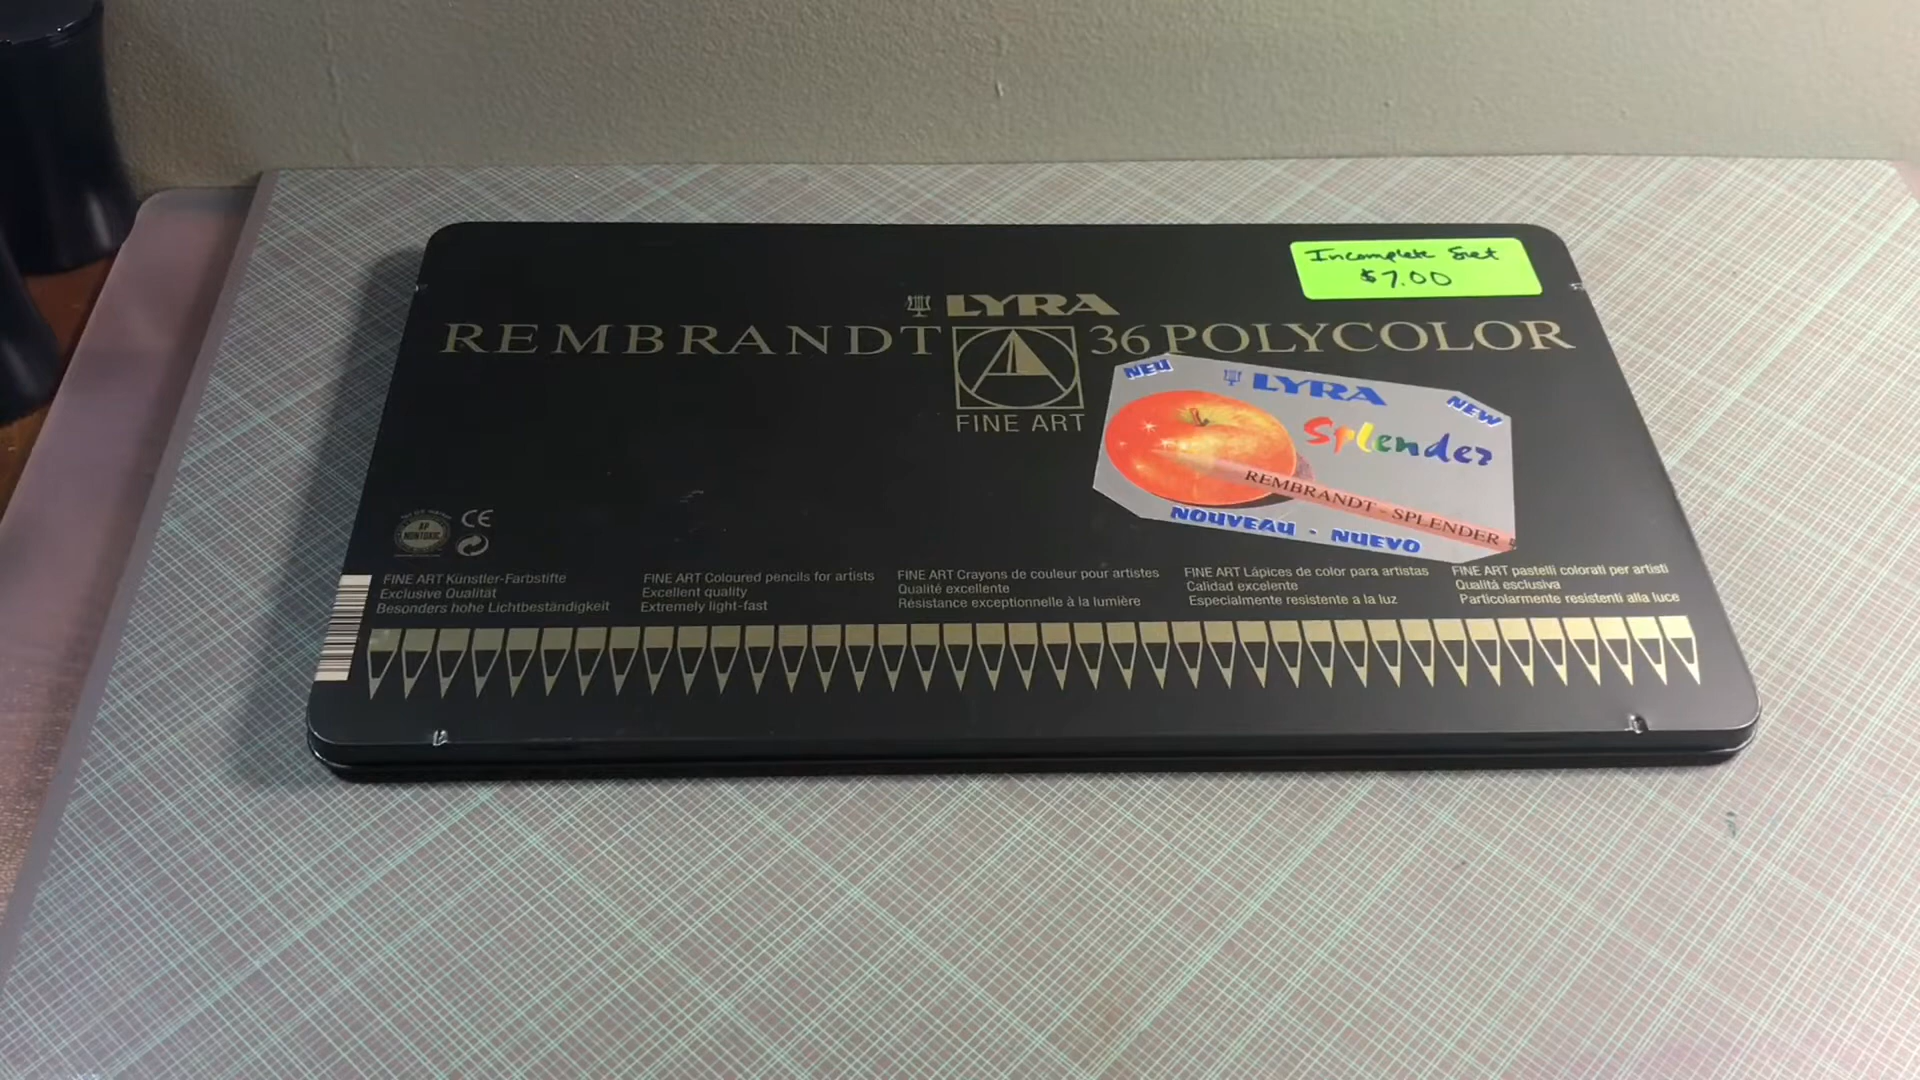 Incomplete Set
$7.00
LYRA
REMBRANDT 36 POLYCOLOR
FINE ART
NEU
LYRA
NEW
Splender
REMBRANDT - SPLENDER
NOUVEAU - NUEVO
AP
NONTOXIC
CE
FINE ART Künstler-Farbstifte
Exclusive Qualität
Besonders hohe Lichtbeständigkeit
FINE ART Coloured pencils for artists
Excellent quality
Extremely light-fast
FINE ART Crayons de couleur pour artistes
Qualité excellente
Résistance exceptionnelle à la lumière
FINE ART Lápices de color para artistas
Calidad excelente
Especialmente resistente a la luz
FINE ART pastelli colorati per artisti
Qualità esclusiva
Particolarmente resistenti alla luce